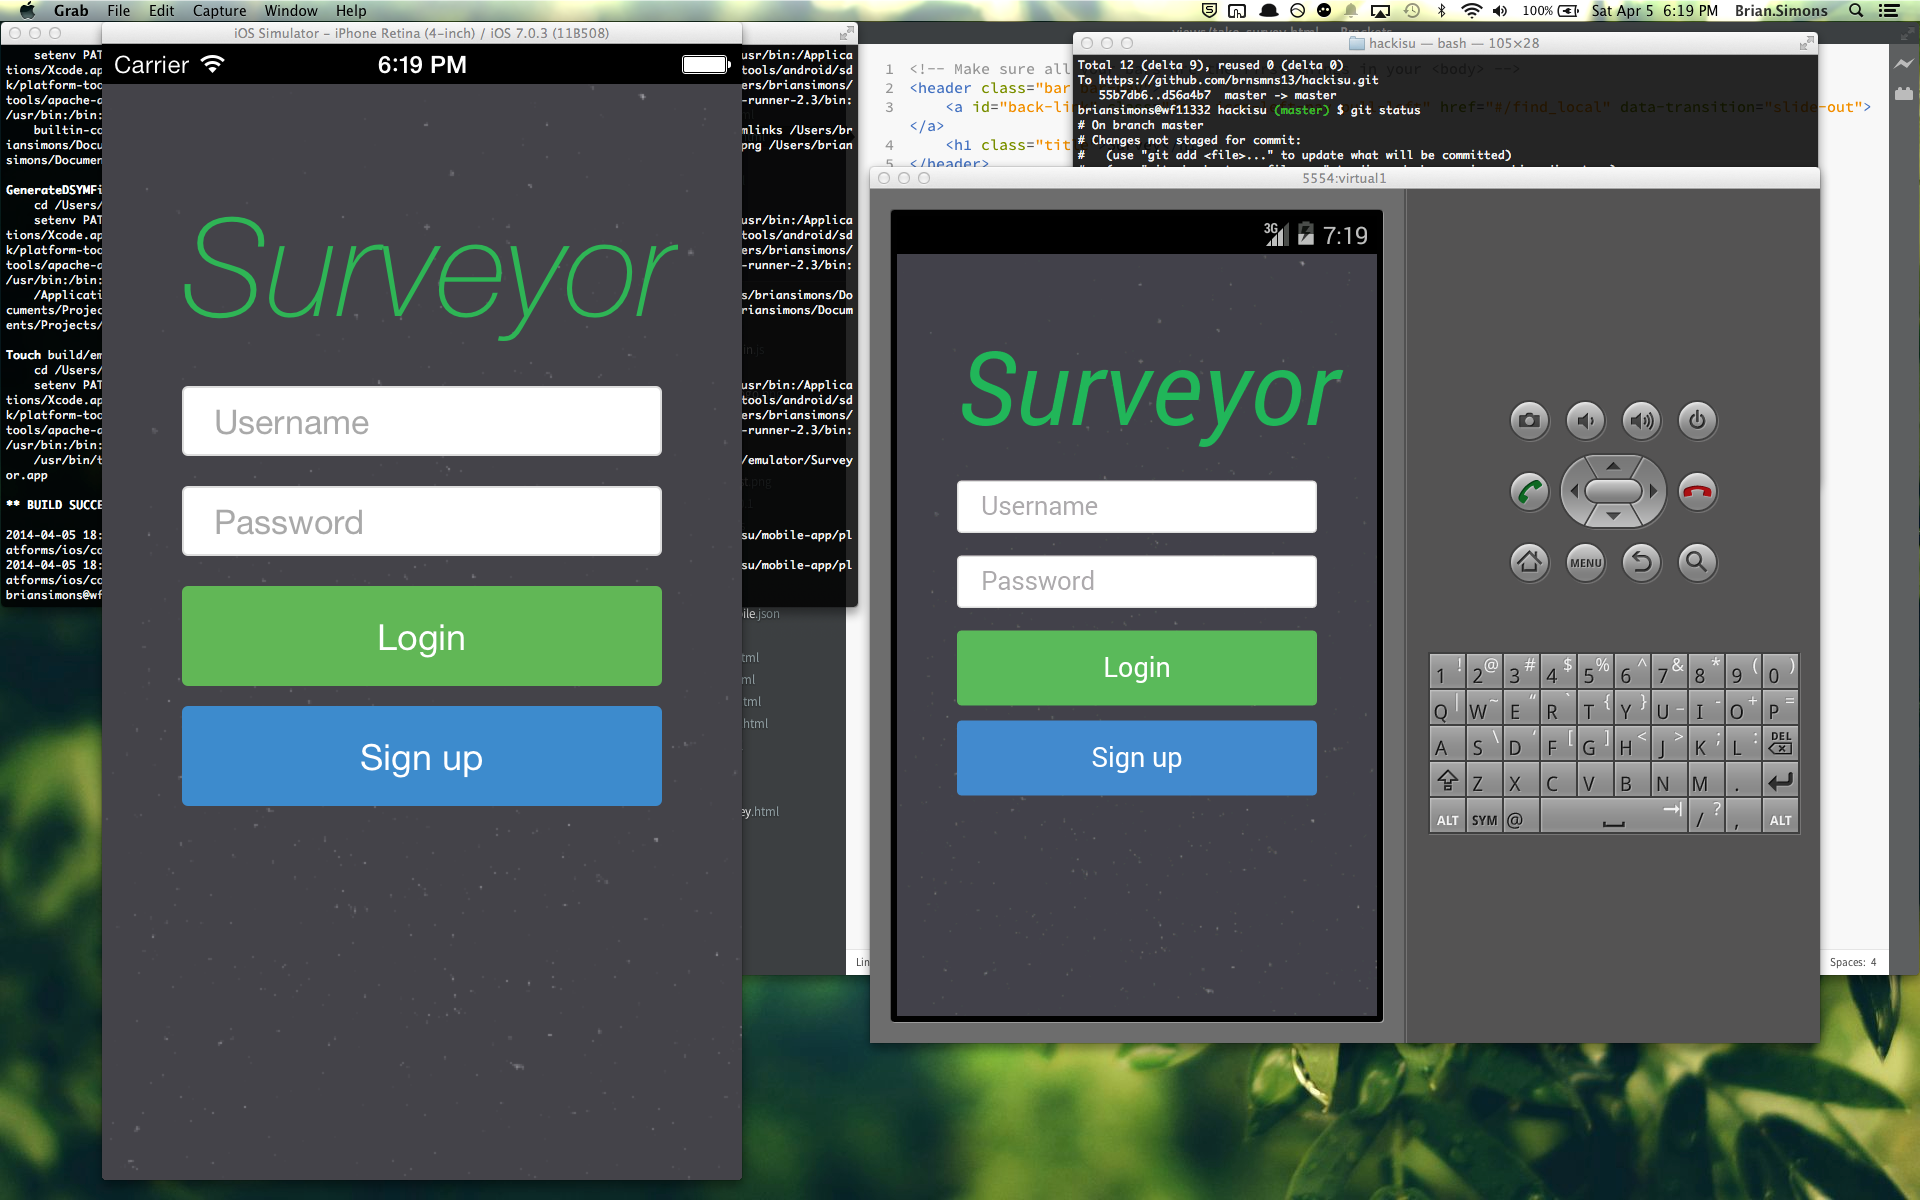 Grab File Edit Capture Window Help
100% Sat Apr 5 6:19 PM Brian.Simons
iOS Simulator – iPhone Retina (4-inch) / iOS 7.0.3 (11B508)
Carrier 6:19 PM
Surveyor
Username
Password
Login
Sign up
setenv PAT
tions/Xcode.ap
k/platform-too
tools/apache-a
/usr/bin:/bin:
builtin-co
iansimons/Docu
simons/Documen
GenerateDSYMFi
cd /Users/
setenv PAT
tions/Xcode.ap
k/platform-too
tools/apache-a
/usr/bin:/bin:
/Applicati
cuments/Projec
ents/Projects/
Touch build/em
cd /Users/
setenv PAT
tions/Xcode.ap
k/platform-too
tools/apache-a
/usr/bin:/bin:
/usr/bin/t
or.app
** BUILD SUCCE
2014-04-05 18:
atforms/ios/co
2014-04-05 18:
atforms/ios/co
briansimons@wf
usr/bin:/Applica
tools/android/sd
ers/briansimons/
-runner-2.3/bin:
mlinks /Users/br
png /Users/brian
usr/bin:/Applica
tools/android/sd
ers/briansimons/
-runner-2.3/bin:
s/briansimons/Do
riansimons/Docum
usr/bin:/Applica
tools/android/sd
ers/briansimons/
-runner-2.3/bin:
/emulator/Survey
su/mobile-app/pl
su/mobile-app/pl
ile.json
tml
ml
tml
html
ey.html
1 <!-- Make sure all
2 <header class="bar
3 <a id="back-lin
href="#/find_local" data-transition="slide-out">
</a>
4 <h1 class="tit
5 </header>
Lin
Spaces: 4
hackisu — bash — 105×28
Total 12 (delta 9), reused 0 (delta 0)
To https://github.com/brnsmns13/hackisu.git
55b7db6..d56a4b7 master -> master
briansimons@wf11332 hackisu (master) $ git status
# On branch master
# Changes not staged for commit:
# (use "git add <file>..." to update what will be committed)
5554:virtual1
3G 7:19
Surveyor
Username
Password
Login
Sign up
MENU
1 ! 2 @ 3 # 4 $ 5 % 6 ^ 7 & 8 * 9 ( 0 )
Q | W ~ E “ R ` T { Y } U _ I - O + P =
A S \ D ‘ F [ G ] H < J > K ; L : DEL
Z X C V B N M .
ALT SYM @ / ? , ALT